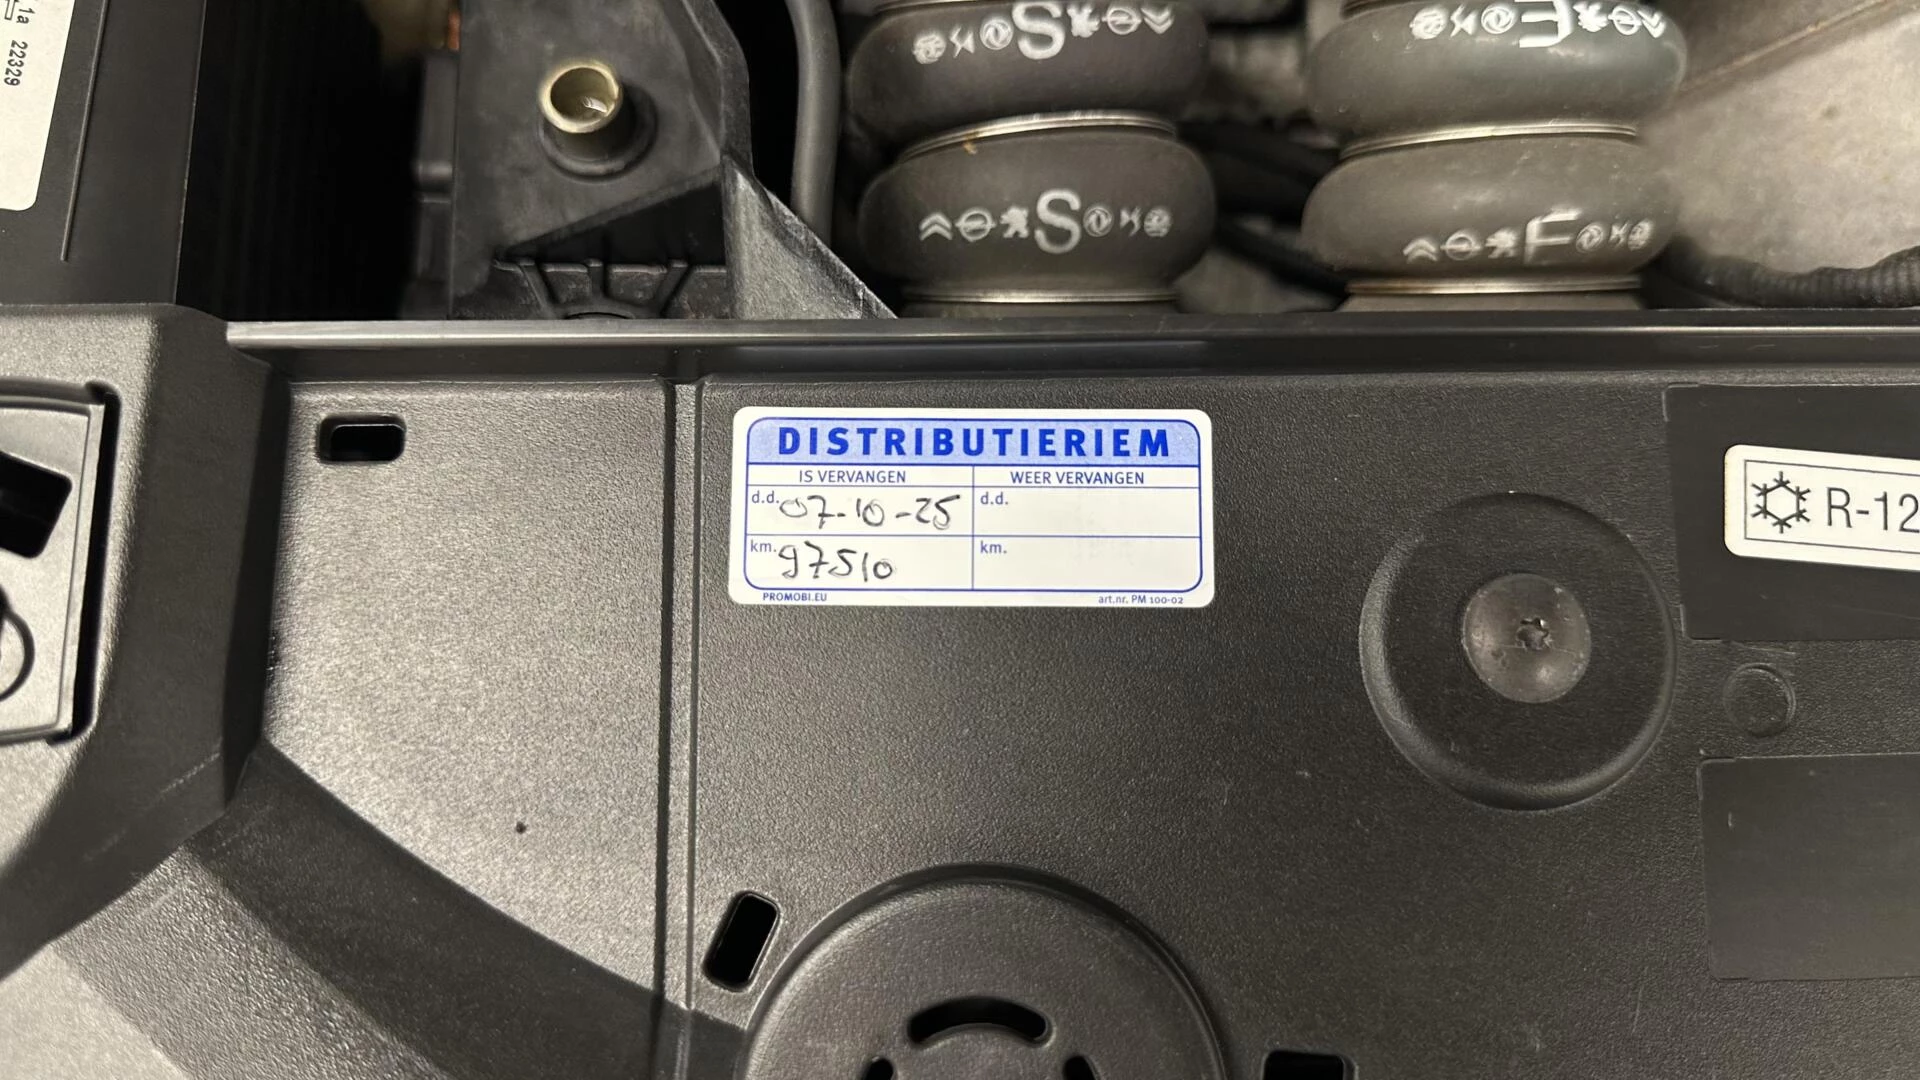 1a 22329
S
F
S
F
DISTRIBUTIERIEM
IS VERVANGEN WEER VERVANGEN
d.d. 07-10-25 d.d.
km. 97510 km.
PROMOBI.EU art.nr. PM 100-02
R-12